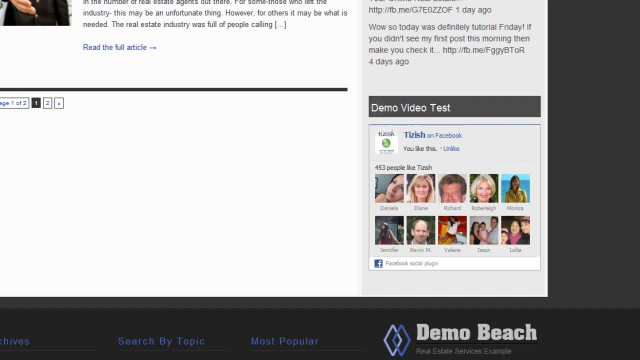 in the number of real estate agents out there. For some-those who left the
industry- this may be an unfortunate thing. However, for others it may be what is
needed. The real estate industry was full of people calling [...]
Read the full article →
age 1 of 2 1 2 »
http://fb.me/G7E0ZZOF 1 day ago
Wow so today was definitely tutorial Friday! If
you didn't see my first post this morning then
make you check it... http://fb.me/FggyBToR
4 days ago
Demo Video Test
tizish
Tizish on Facebook
You like this. · Unlike
453 people like Tizish
Daniela Diane Richard Roberleigh Monica
Jennifer Kevin M. Valerie Jason Lollie
Facebook social plugin
chives
Search By Topic
Most Popular
Demo Beach
Real Estate Services Example